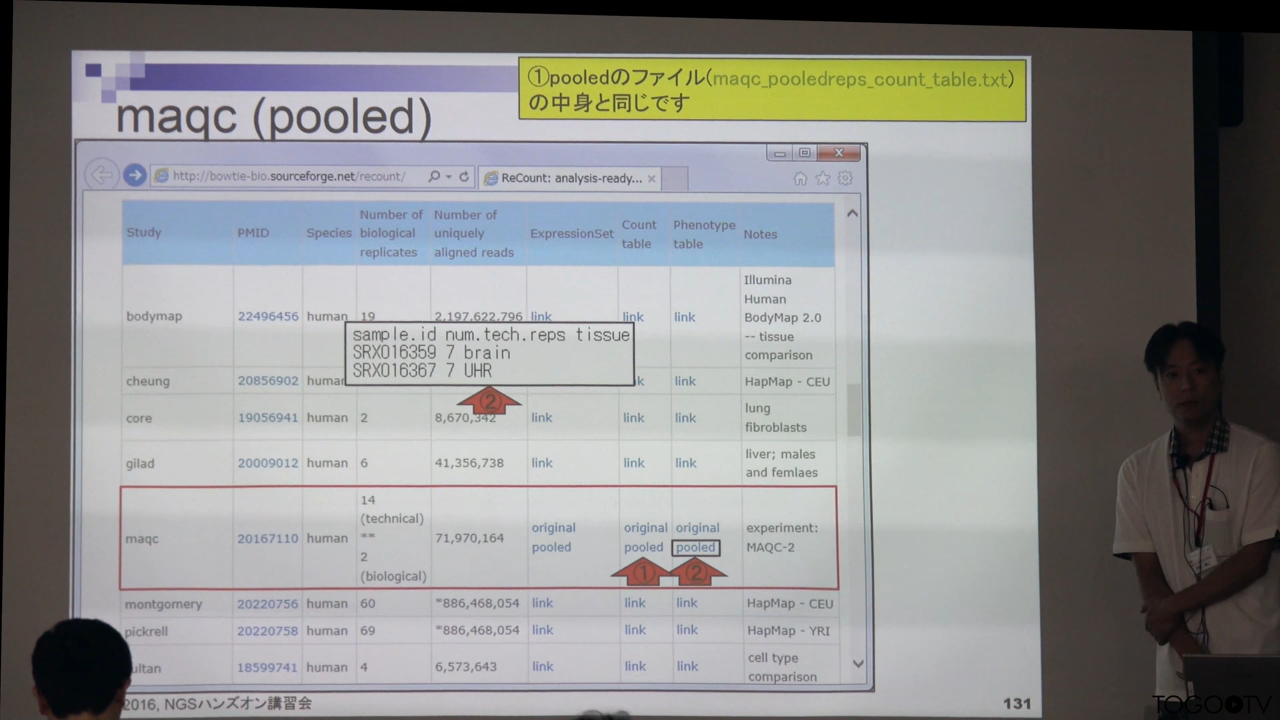 ①pooledのファイル(maqc_pooledreps_count_table.txt)
の中身と同じです
maqc (pooled)
http://bowtie-bio.sourceforge.net/recount/
ReCount: analysis-ready...
Study PMID Species Number of biological replicates Number of uniquely aligned reads ExpressionSet Count table Phenotype table Notes
bodymap 22496456 human 19 2,197,622,796 link link link Illumina Human BodyMap 2.0 -- tissue comparison
sample.id num.tech.reps tissue
SRX016359 7 brain
SRX016367 7 UHR
②
cheung 20856902 human link link HapMap - CEU
core 19056941 human 2 8,670,342 link link link lung fibroblasts
gilad 20009012 human 6 41,356,738 link link link liver; males and femlaes
maqc 20167110 human 14 (technical) ** 2 (biological) 71,970,164 original pooled original pooled original pooled experiment: MAQC-2
① ②
montgomery 20220756 human 60 *886,468,054 link link link HapMap - CEU
pickrell 20220758 human 69 *886,468,054 link link link HapMap - YRI
ultan 18599741 human 4 6,573,643 link link link cell type comparison
2016, NGSハンズオン講習会
131
TOGOTV